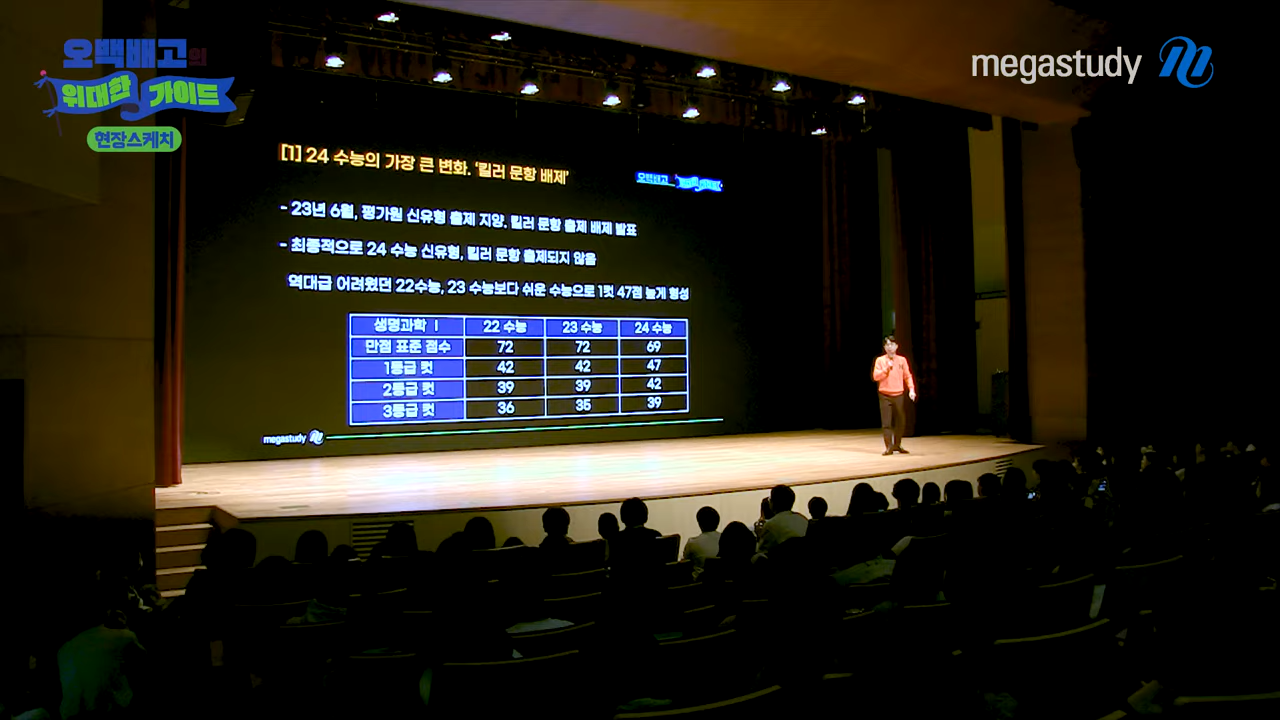 오백배고의
위대한 가이드
현장스케치
megastudy
[1] 24 수능의 가장 큰 변화. '킬러 문항 배제'
오백배고
- 23년 6월, 평가원 신유형 출제 지양, 킬러 문항 출제 배제 발표
- 최종적으로 24 수능 신유형, 킬러 문항 출제되지 않음
역대급 어려웠던 22수능, 23 수능보다 쉬운 수능으로 1컷 47점 높게 형성
생명과학 I 22 수능 23 수능 24 수능
만점 표준 점수 72 72 69
1등급 컷 42 42 47
2등급 컷 39 39 42
3등급 컷 36 35 39
megastudy